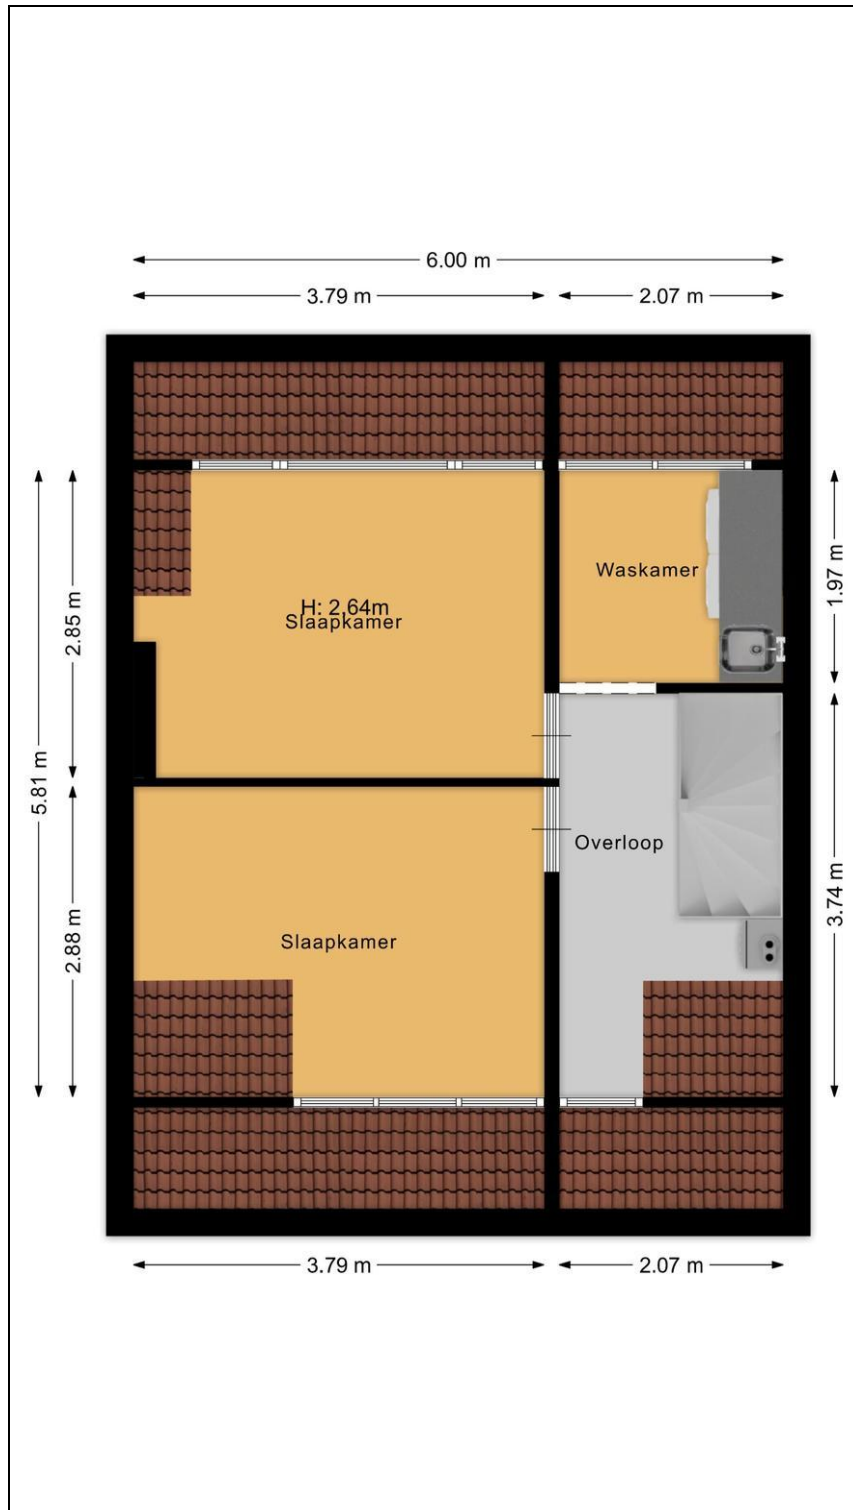 6.00 m
3.79 m
2.07 m
2.85 m
5.81 m
2.88 m
1.97 m
3.74 m
Waskamer
H: 2.64m
Slaapkamer
Overloop
Slaapkamer
3.79 m
2.07 m